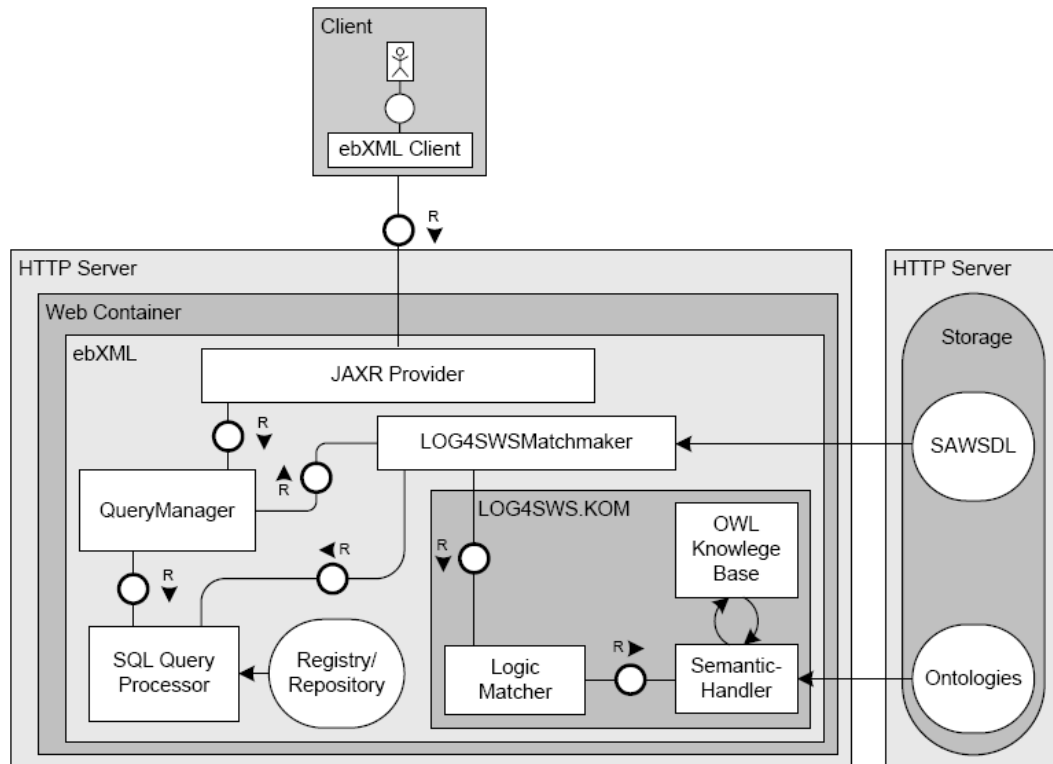 Client
ebXML Client
R
HTTP Server
HTTP Server
Web Container
Storage
ebXML
JAXR Provider
R
LOG4SWSMatchmaker
SAWSDL
R
QueryManager
LOG4SWS.KOM
OWL
Knowlege
Base
R
R
R
SQL Query
Processor
Registry/
Repository
Logic
Matcher
R
Semantic-
Handler
Ontologies